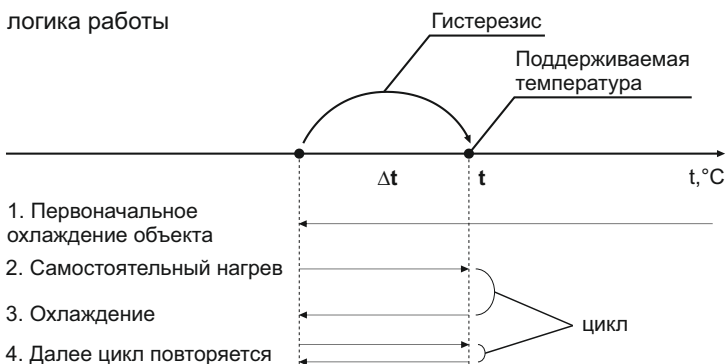 логика работы
Гистерезис
Поддерживаемая
температура
Δt
t
t,°C
1. Первоначальное
охлаждение объекта
2. Самостоятельный нагрев
3. Охлаждение
цикл
4. Далее цикл повторяется